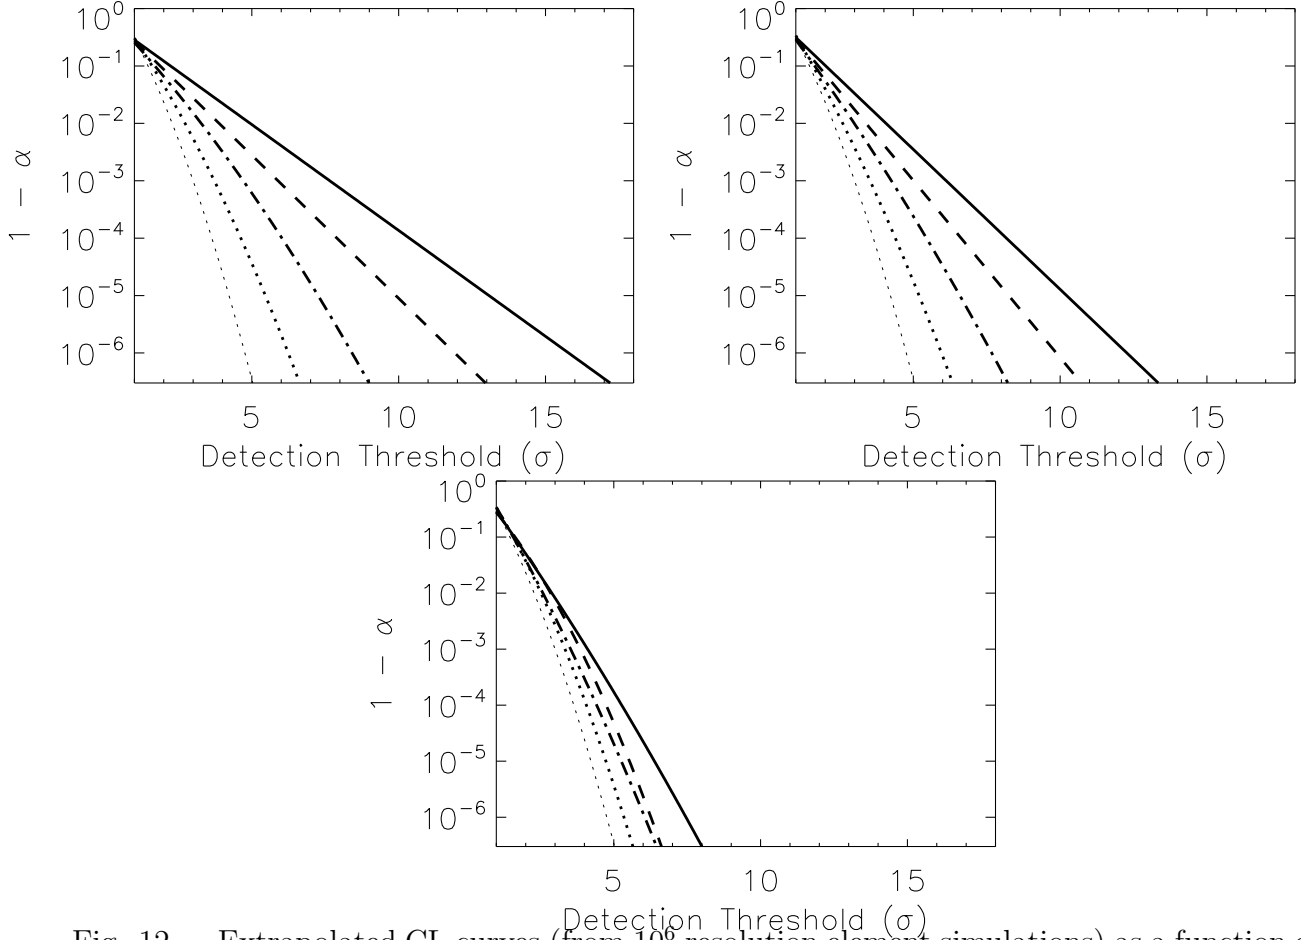 10^0
10^-1
10^-2
10^-3
10^-4
10^-5
10^-6
1 - α
5 10 15
Detection Threshold (σ)
10^0
10^-1
10^-2
10^-3
10^-4
10^-5
10^-6
1 - α
5 10 15
Detection Threshold (σ)
10^0
10^-1
10^-2
10^-3
10^-4
10^-5
10^-6
1 - α
5 10 15
Detection Threshold (σ)
Fig. 12.— Extrapolated CL curves (from 10^6 resolution element simulations) as a function